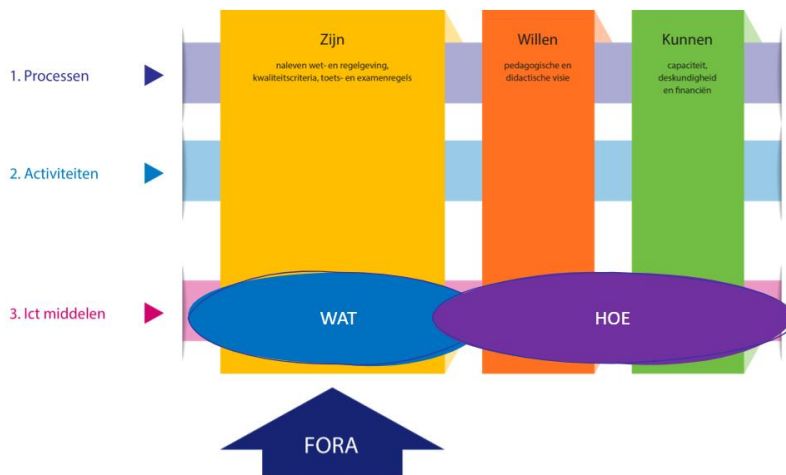 Zijn
naleven wet- en regelgeving,
kwaliteitscriteria, toets- en examenregels
Willen
pedagogische en
didactische visie
Kunnen
capaciteit,
deskundigheid
en financiën
1. Processen
2. Activiteiten
3. Ict middelen
WAT
HOE
FORA